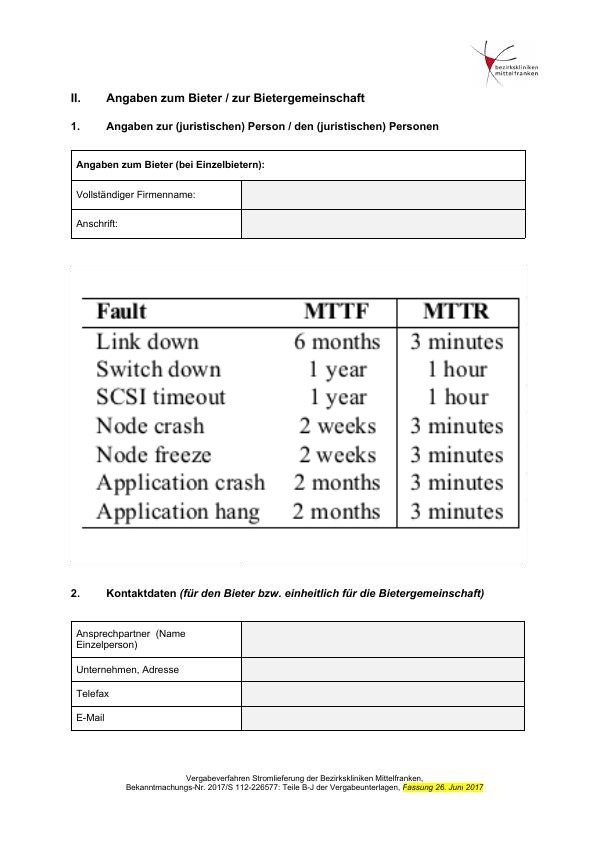 bezirkskliniken
mittelfranken
II. Angaben zum Bieter / zur Bietergemeinschaft
1. Angaben zur (juristischen) Person / den (juristischen) Personen
Angaben zum Bieter (bei Einzelbietern):
Vollständiger Firmenname:
Anschrift:
Fault MTTF MTTR
Link down 6 months 3 minutes
Switch down 1 year 1 hour
SCSI timeout 1 year 1 hour
Node crash 2 weeks 3 minutes
Node freeze 2 weeks 3 minutes
Application crash 2 months 3 minutes
Application hang 2 months 3 minutes
2. Kontaktdaten (für den Bieter bzw. einheitlich für die Bietergemeinschaft)
Ansprechpartner (Name
Einzelperson)
Unternehmen, Adresse
Telefax
E-Mail
Vergabeverfahren Stromlieferung der Bezirkskliniken Mittelfranken,
Bekanntmachungs-Nr. 2017/S 112-226577: Teile B-J der Vergabeunterlagen, Fassung 26. Juni 2017